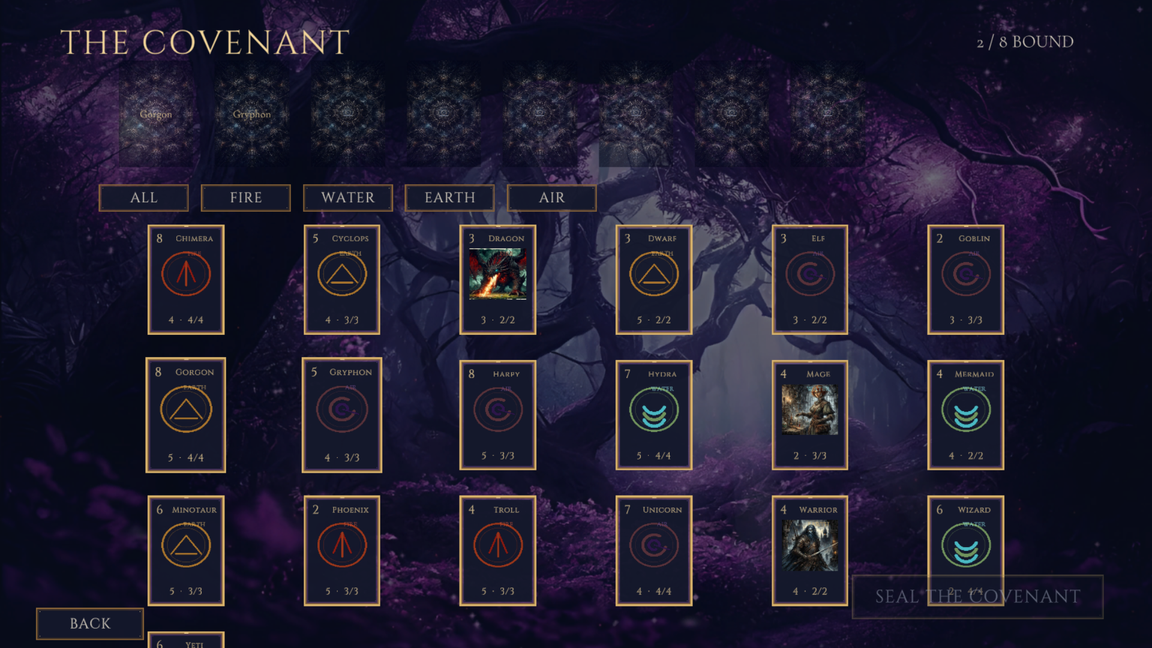 THE COVENANT
2 / 8 BOUND
Gorgon
Gryphon
ALL
FIRE
WATER
EARTH
AIR
8 CHIMERA
FIRE
4 · 4/4
5 CYCLOPS
EARTH
4 · 3/3
3 DRAGON
3 · 2/2
3 DWARF
EARTH
5 · 2/2
3 ELF
AIR
3 · 2/2
2 GOBLIN
AIR
3 · 3/3
8 GORGON
EARTH
5 · 4/4
5 GRYPHON
AIR
4 · 3/3
8 HARPY
AIR
5 · 3/3
7 HYDRA
WATER
5 · 4/4
4 MAGE
2 · 3/3
4 MERMAID
WATER
4 · 2/2
6 MINOTAUR
EARTH
5 · 3/3
2 PHOENIX
FIRE
5 · 3/3
4 TROLL
FIRE
5 · 3/3
7 UNICORN
AIR
4 · 4/4
4 WARRIOR
4 · 2/2
6 WIZARD
WATER
SEAL THE COVENANT
BACK
6 YETI